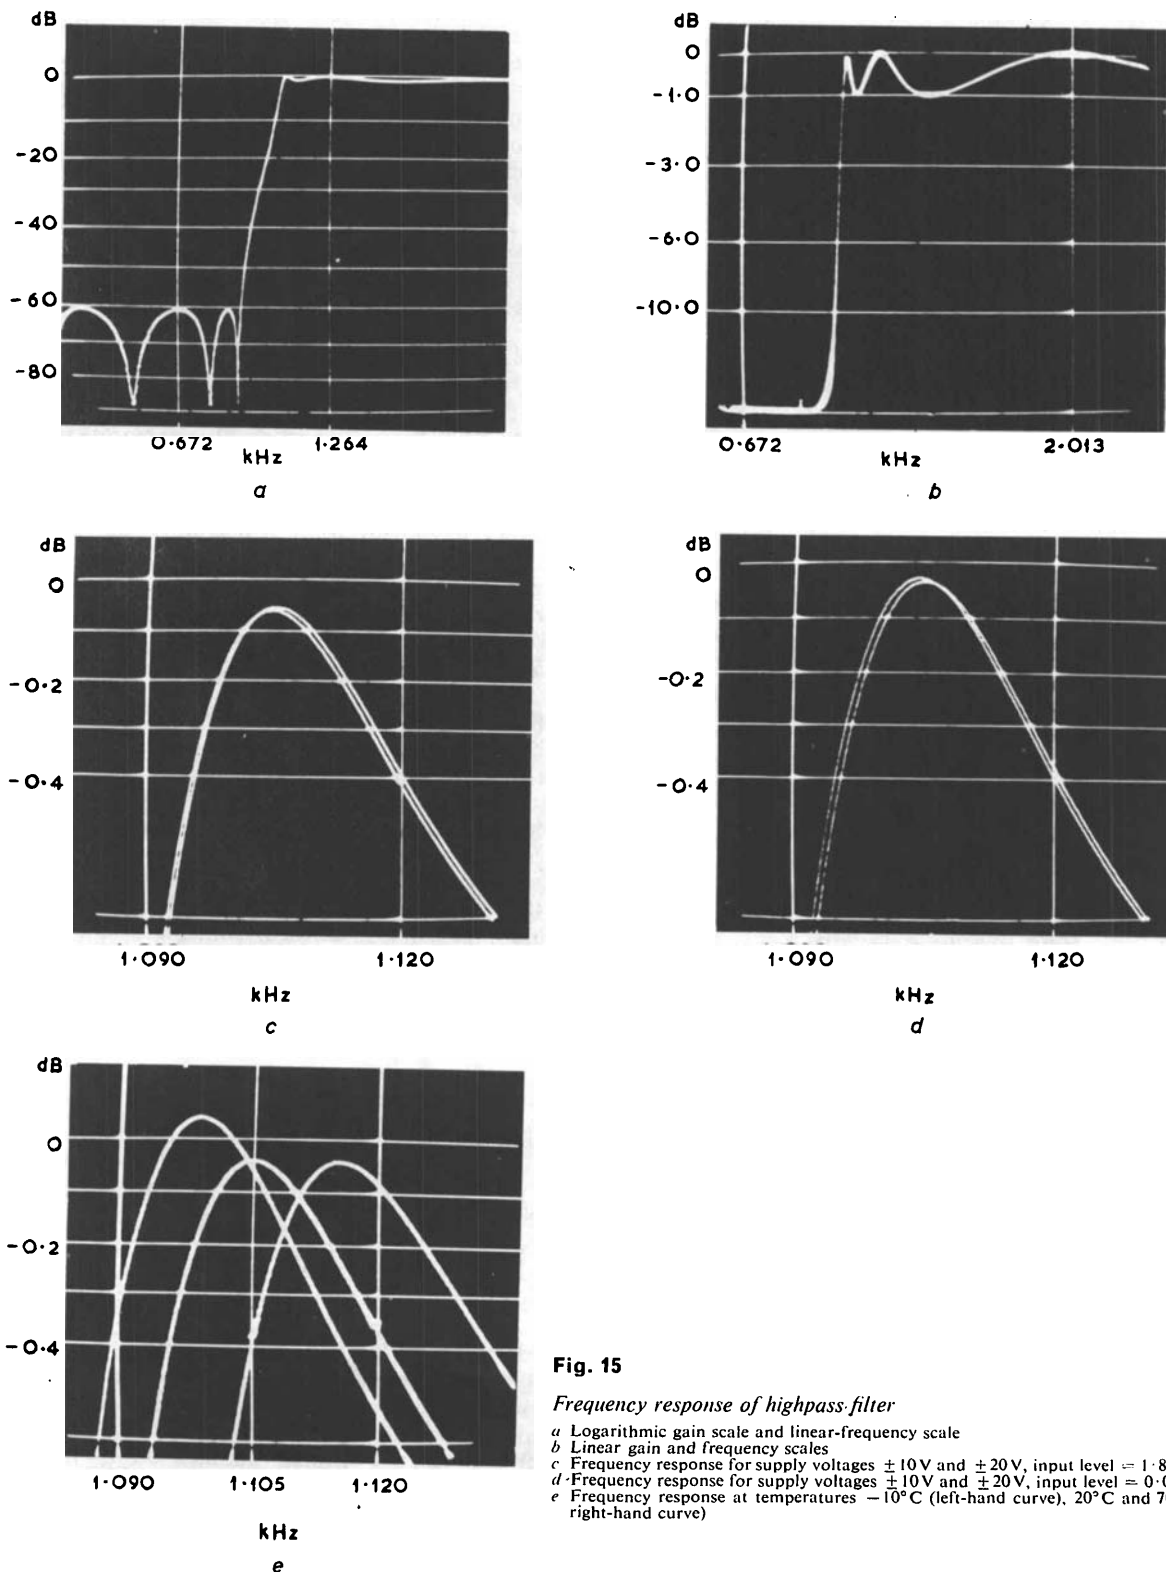 dB
0
-20
-40
-60
-80
0·672 1·264
kHz
a
dB
0
-1·0
-3·0
-6·0
-10·0
0·672 2·013
kHz
b
dB
0
-0·2
-0·4
1·090 1·120
kHz
c
dB
0
-0·2
-0·4
1·090 1·120
kHz
d
dB
0
-0·2
-0·4
1·090 1·105 1·120
kHz
e
Fig. 15
Frequency response of highpass filter
a Logarithmic gain scale and linear-frequency scale
b Linear gain and frequency scales
c Frequency response for supply voltages ±10V and ±20V, input level = 1·8
d Frequency response for supply voltages ±10V and ±20V, input level = 0·
e Frequency response at temperatures −10°C (left-hand curve), 20°C and 7
right-hand curve)